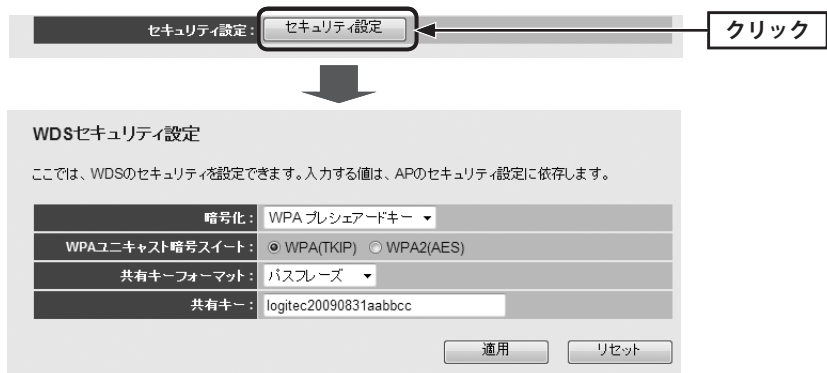 セキュリティ設定: セキュリティ設定 クリック
WDSセキュリティ設定
ここでは、WDSのセキュリティを設定できます。入力する値は、APのセキュリティ設定に依存します。
暗号化: WPA プレシェアードキー
WPAユニキャスト暗号スイート: WPA(TKIP) WPA2(AES)
共有キーフォーマット: パスフレーズ
共有キー: logitec20090831aabbcc
適用 リセット